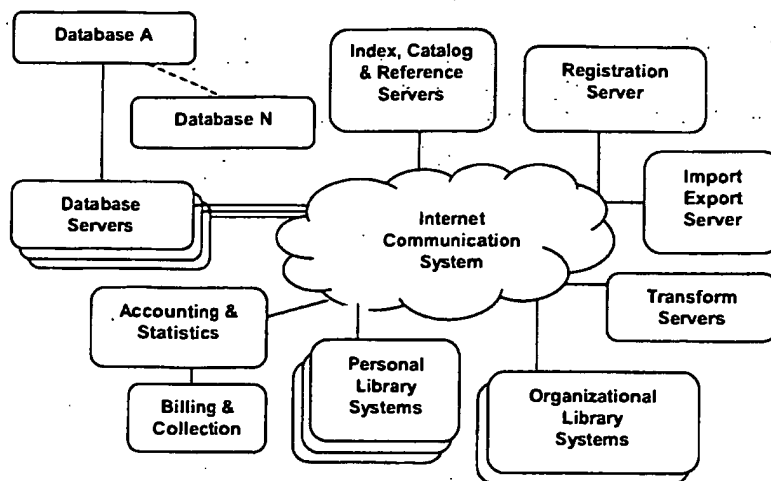 Database A
Database N
Index, Catalog
& Reference
Servers
Registration
Server
Import
Export
Server
Database
Servers
Internet
Communication
System
Transform
Servers
Accounting &
Statistics
Billing &
Collection
Personal
Library
Systems
Organizational
Library
Systems